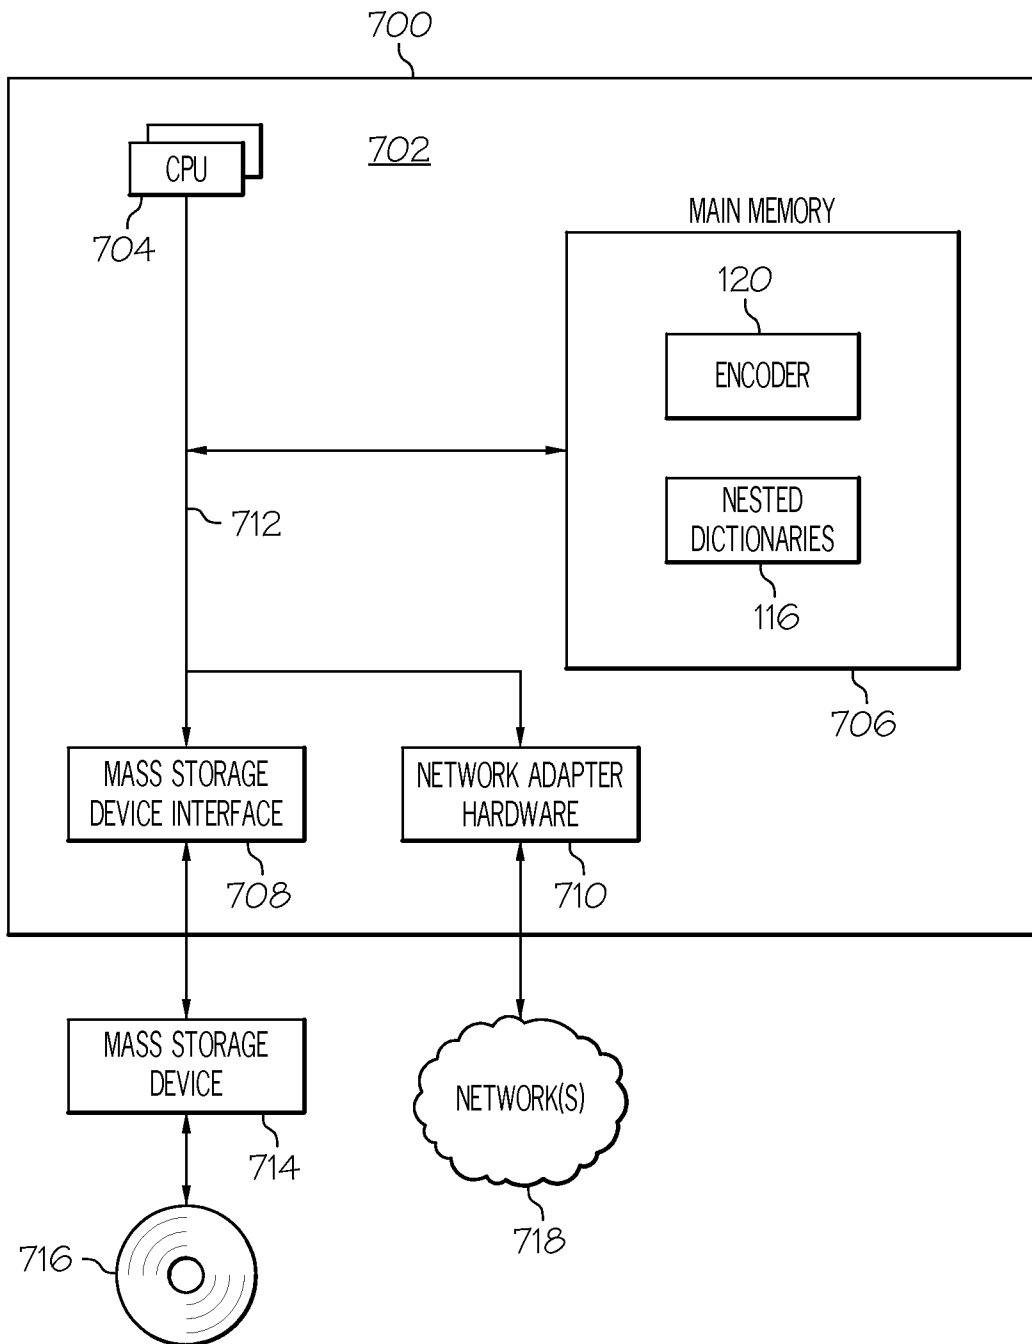 700
702
CPU
704
MAIN MEMORY
120
ENCODER
NESTED
DICTIONARIES
116
712
706
MASS STORAGE
DEVICE INTERFACE
708
NETWORK ADAPTER
HARDWARE
710
MASS STORAGE
DEVICE
714
NETWORK(S)
718
716